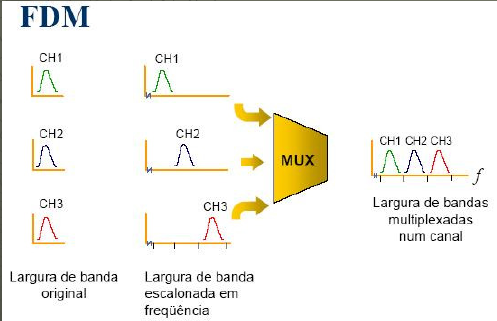 FDM
CH1
CH1
CH2
CH2
CH3
CH3
MUX
CH1 CH2 CH3
f
Largura de banda
original
Largura de banda
escalonada em
freqüência
Largura de bandas
multiplexadas
num canal